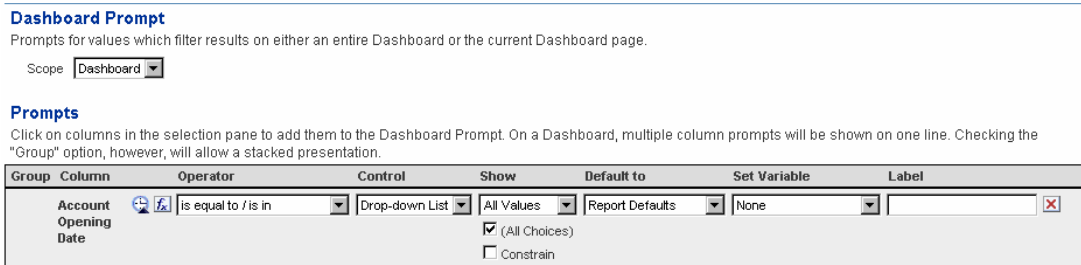 Dashboard Prompt
Prompts for values which filter results on either an entire Dashboard or the current Dashboard page.
Scope Dashboard
Prompts
Click on columns in the selection pane to add them to the Dashboard Prompt. On a Dashboard, multiple column prompts will be shown on one line. Checking the
"Group" option, however, will allow a stacked presentation.
Group Column Operator Control Show Default to Set Variable Label
Account Opening Date fx is equal to / is in Drop-down List All Values Report Defaults None
(All Choices)
Constrain